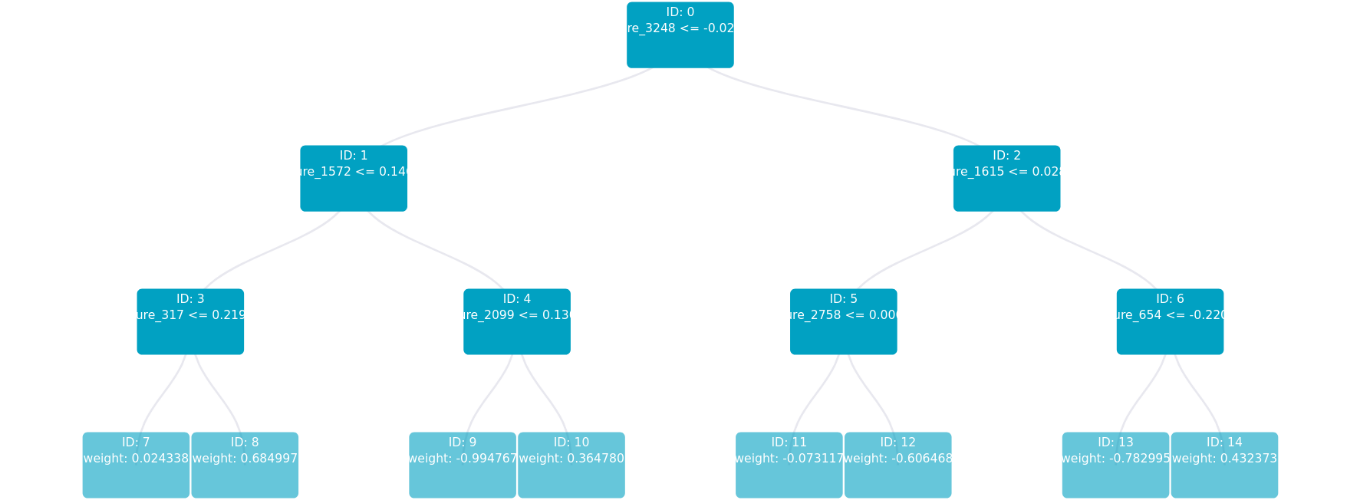 ID: 0
re_3248 <= -0.02
ID: 1
ure_1572 <= 0.14
ID: 2
ure_1615 <= 0.028
ID: 3
ure_317 <= 0.219
ID: 4
ure_2099 <= 0.13
ID: 5
ure_2758 <= 0.00
ID: 6
ure_654 <= -0.220
ID: 7
weight: 0.024338
ID: 8
weight: 0.684997
ID: 9
weight: -0.994767
ID: 10
weight: 0.364780
ID: 11
weight: -0.073117
ID: 12
weight: -0.606468
ID: 13
weight: -0.782995
ID: 14
weight: 0.432373